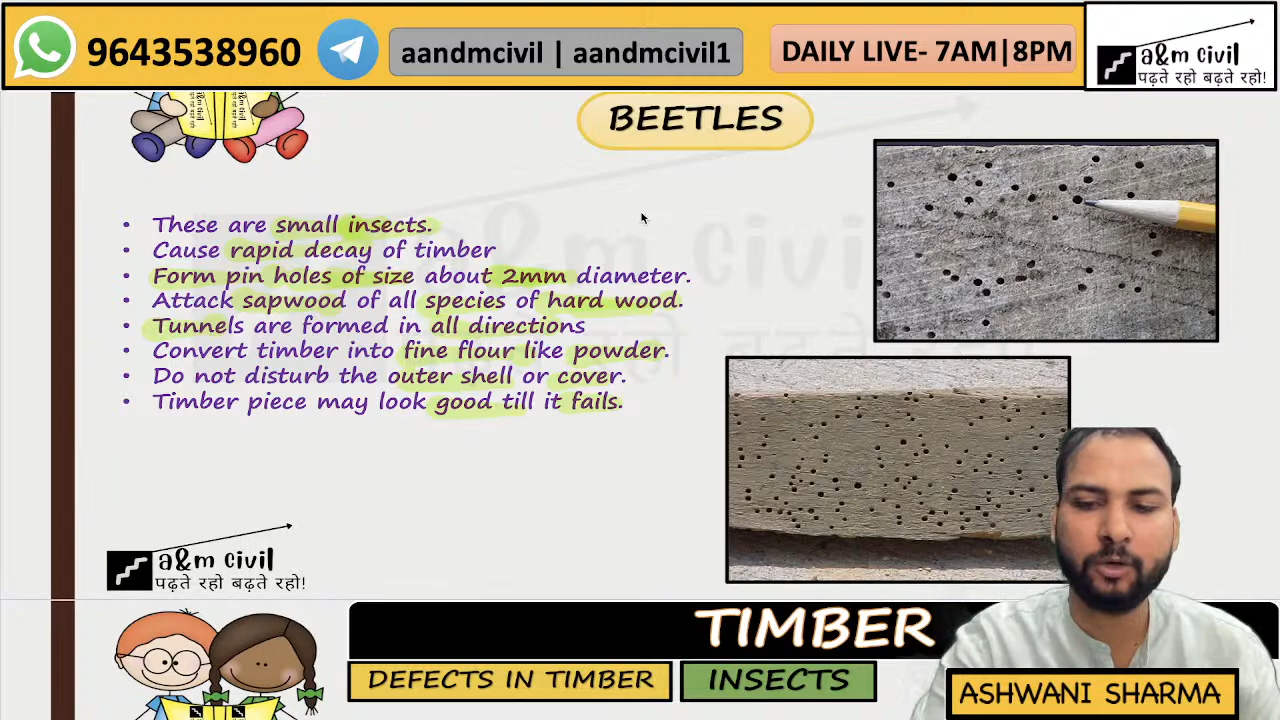 9643538960
aandmcivil | aandmcivil1
DAILY LIVE- 7AM|8PM
a&m civil
पढ़ते रहो बढ़ते रहो!
BEETLES
• These are small insects.
• Cause rapid decay of timber
• Form pin holes of size about 2mm diameter.
• Attack sapwood of all species of hard wood.
• Tunnels are formed in all directions
• Convert timber into fine flour like powder.
• Do not disturb the outer shell or cover.
• Timber piece may look good till it fails.
a&m civil
पढ़ते रहो बढ़ते रहो!
TIMBER
DEFECTS IN TIMBER
INSECTS
ASHWANI SHARMA